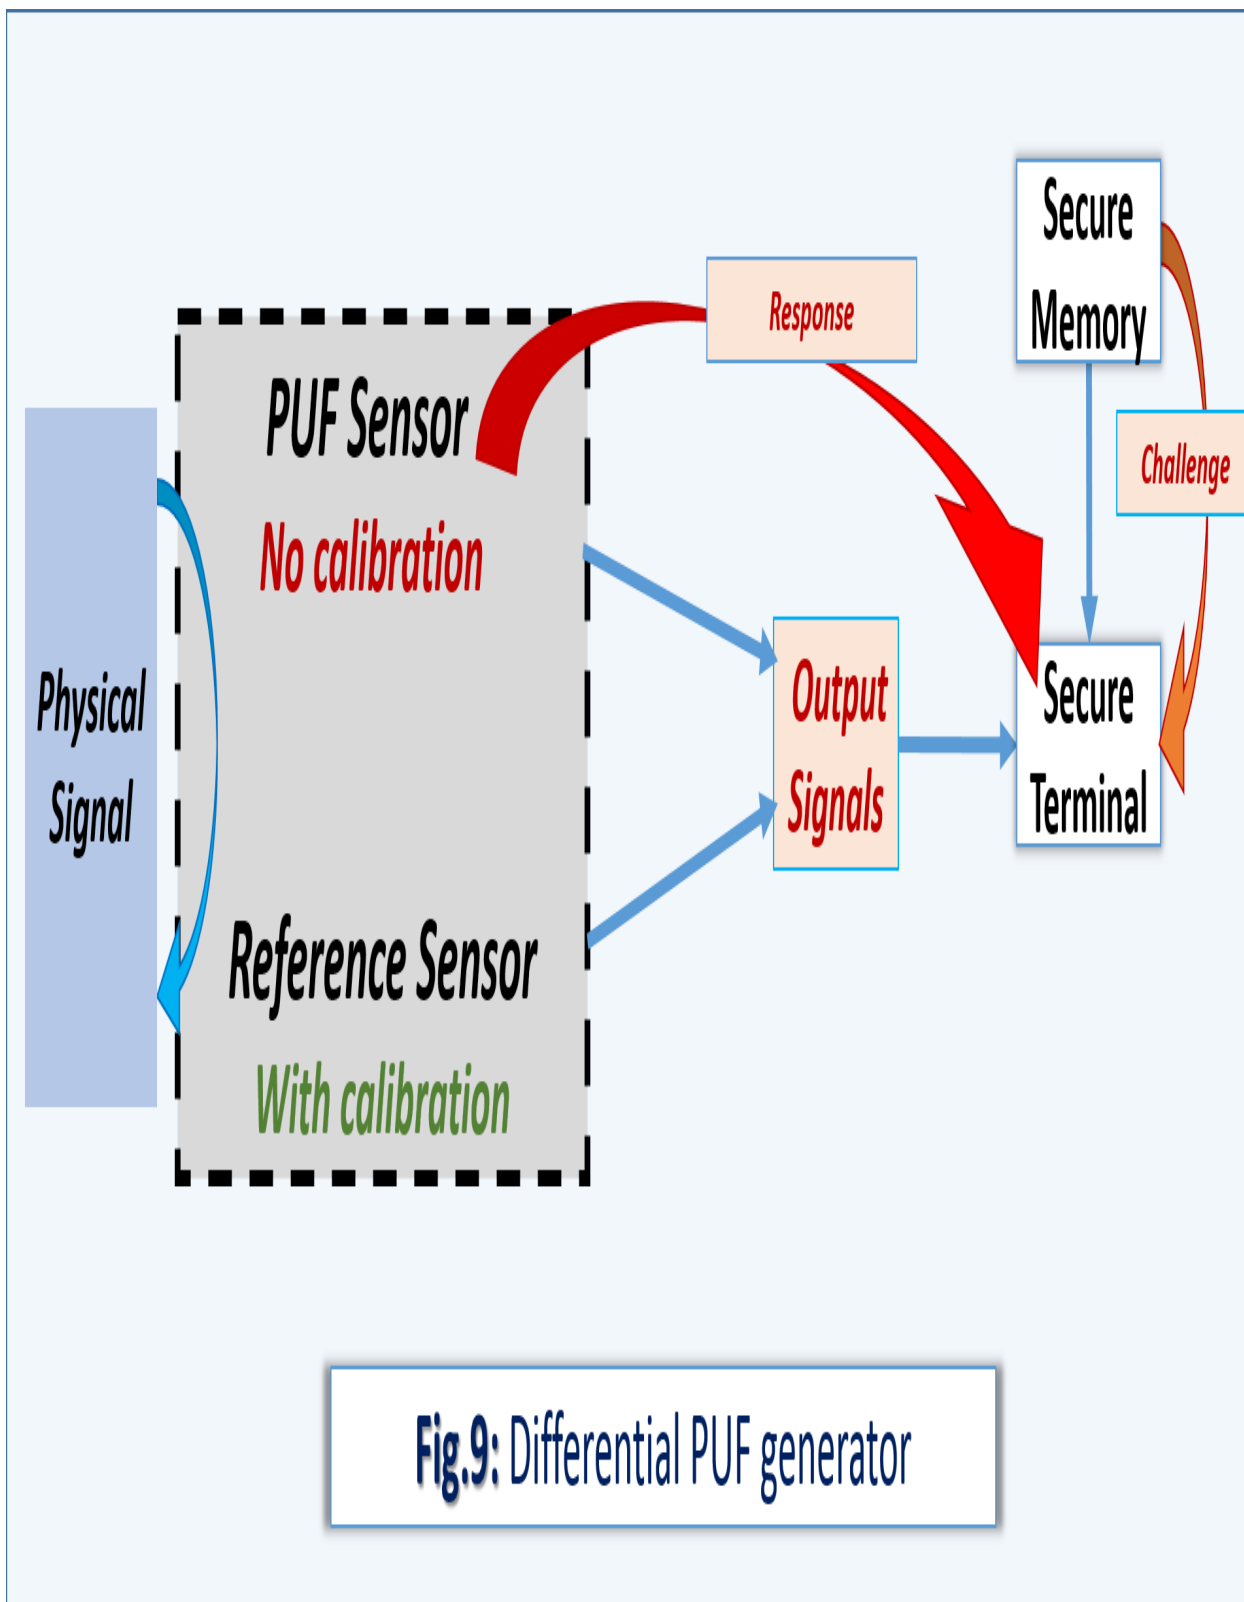 Secure
Memory
Response
Challenge
PUF Sensor
No calibration
Physical
Signal
Output
Signals
Secure
Terminal
Reference Sensor
With calibration
Fig.9: Differential PUF generator